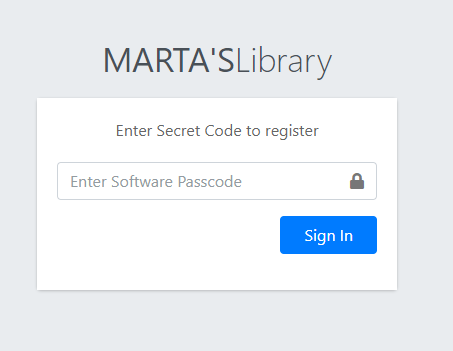 MARTA'SLibrary
Enter Secret Code to register
Enter Software Passcode
Sign In